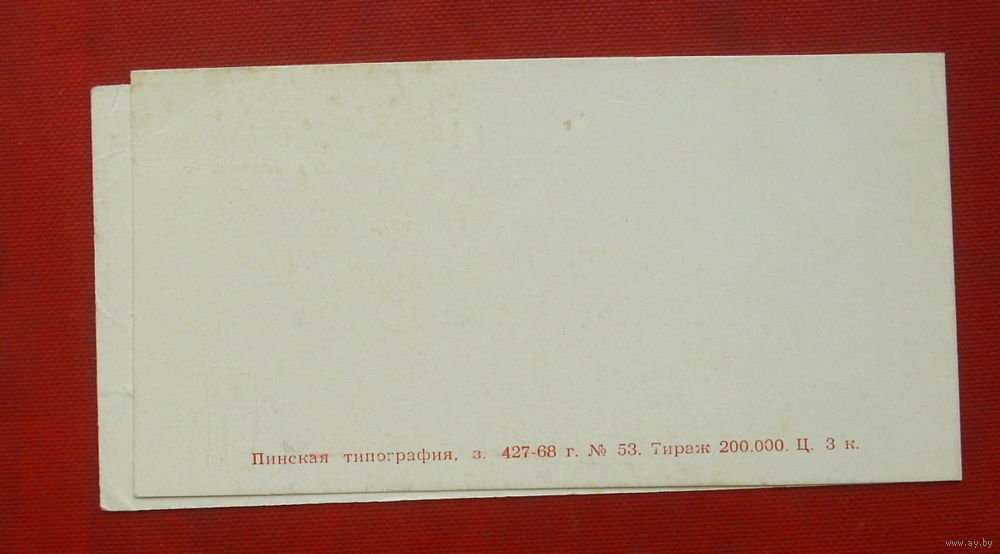 Пинская типография, з. 427-68 г. № 53. Тираж 200.000. Ц. 3 к.
www.ay.by